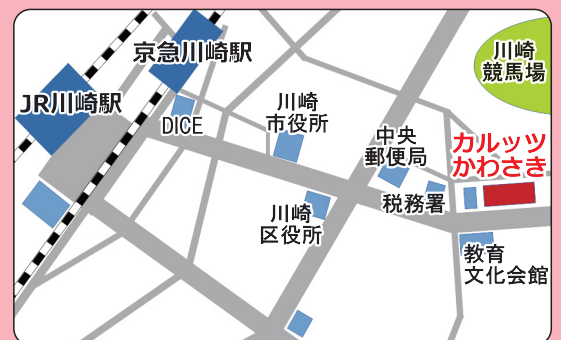 京急川崎駅
JR川崎駅
DICE
川崎
市役所
川崎
競馬場
中央
郵便局
カルッツ
かわさき
税務署
川崎
区役所
教育
文化会館